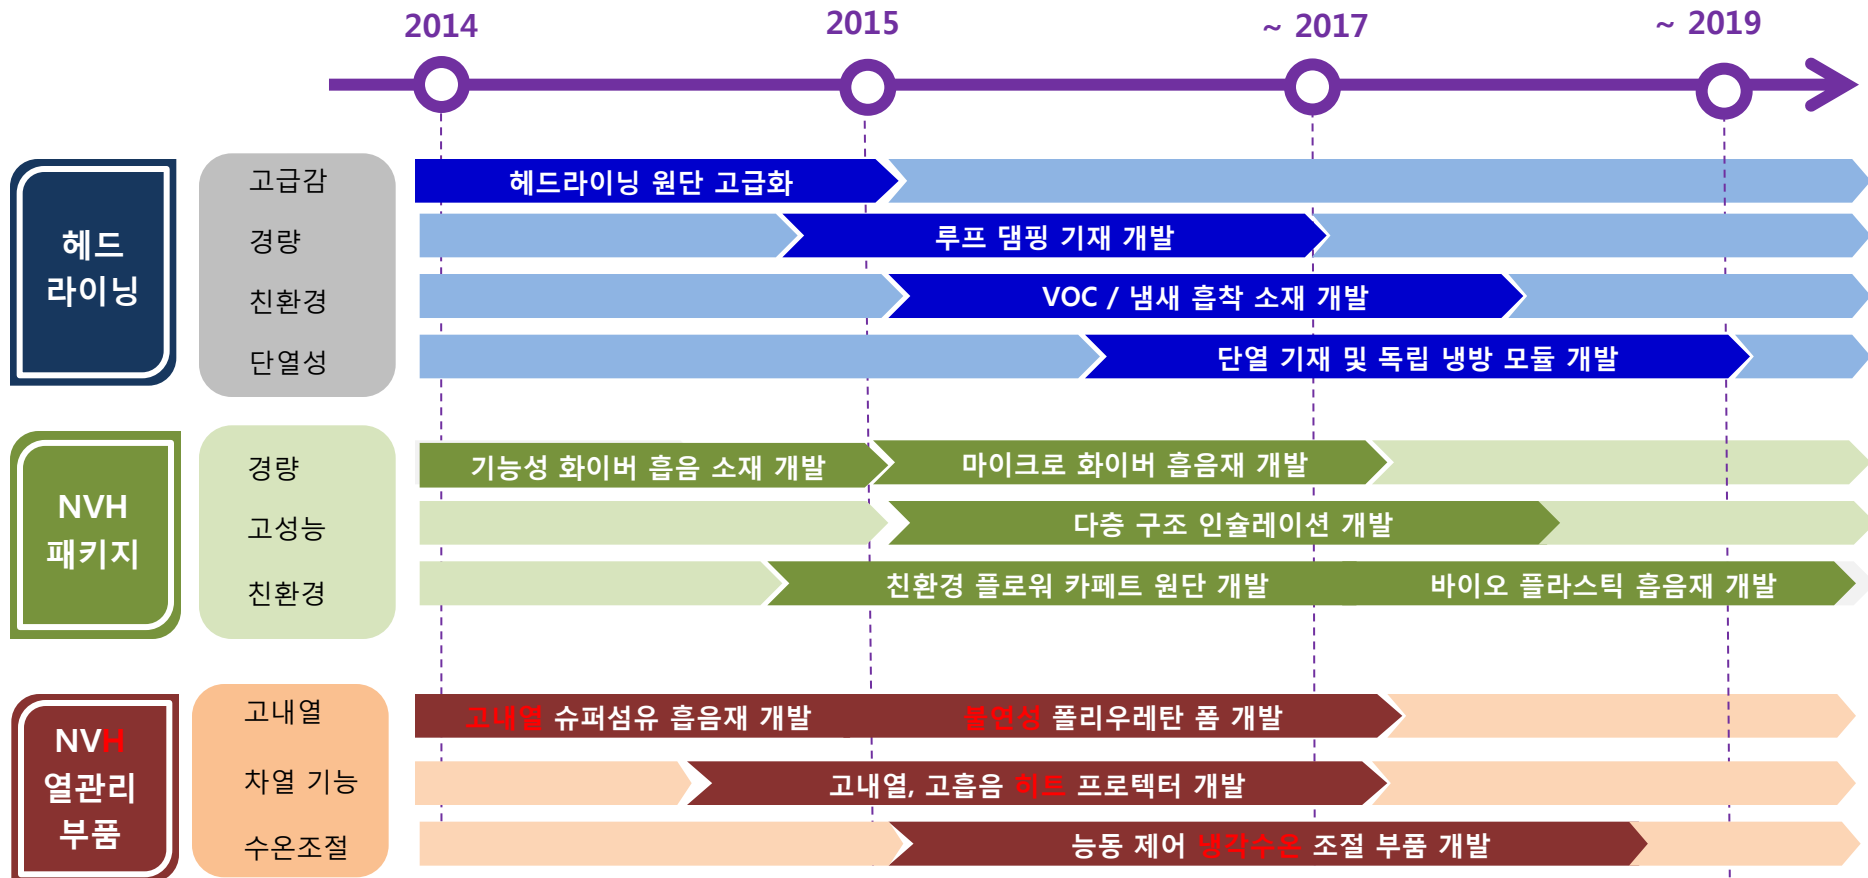 2014
2015
~ 2017
~ 2019
헤드
라이닝
고급감
헤드라이닝 원단 고급화
경량
루프 댐핑 기재 개발
친환경
VOC / 냄새 흡착 소재 개발
단열성
단열 기재 및 독립 냉방 모듈 개발
NVH
패키지
경량
기능성 화이버 흡음 소재 개발
마이크로 화이버 흡음재 개발
고성능
다층 구조 인슐레이션 개발
친환경
친환경 플로워 카페트 원단 개발
바이오 플라스틱 흡음재 개발
NVH
열관리
부품
고내열
고내열 슈퍼섬유 흡음재 개발
불연성 폴리우레탄 폼 개발
차열 기능
고내열, 고흡음 히트 프로텍터 개발
수온조절
능동 제어 냉각수온 조절 부품 개발